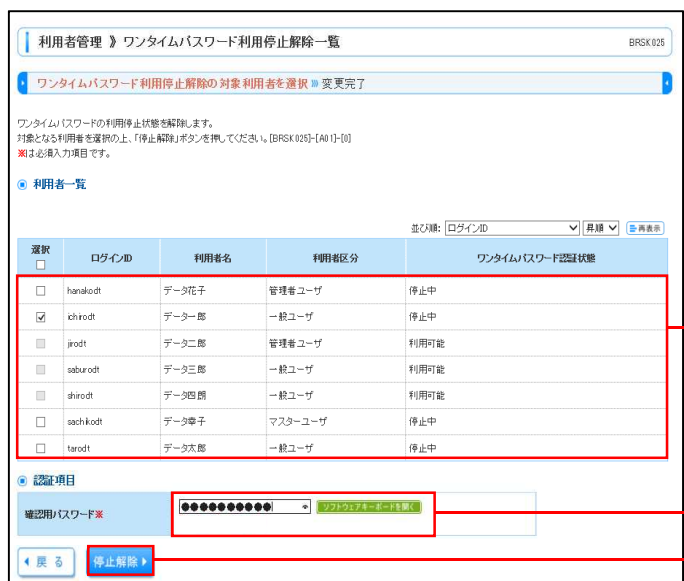 利用者管理 》 ワンタイムパスワード利用停止解除一覧 BRSK025
ワンタイムパスワード利用停止解除の対象利用者を選択 》 変更完了
ワンタイムパスワードの利用停止状態を解除します。
対象となる利用者を選択の上、「停止解除」ボタンを押してください。[BRSK025]-[A01]-[0]
※は必須入力項目です。
利用者一覧
並び順: ログインID 昇順 再表示
選択 ログインID 利用者名 利用者区分 ワンタイムパスワード認証状態
hanakodt データ花子 管理者ユーザ 停止中
ichirodt データ一郎 一般ユーザ 停止中
jirodt データ二郎 管理者ユーザ 利用可能
saburodt データ三郎 一般ユーザ 利用可能
shirodt データ四朗 一般ユーザ 利用可能
sachikodt データ幸子 マスターユーザ 停止中
tarodt データ太郎 一般ユーザ 停止中
認証項目
確認用パスワード※ ●●●●●●●●●● ソフトウェアキーボードを開く
戻る 停止解除